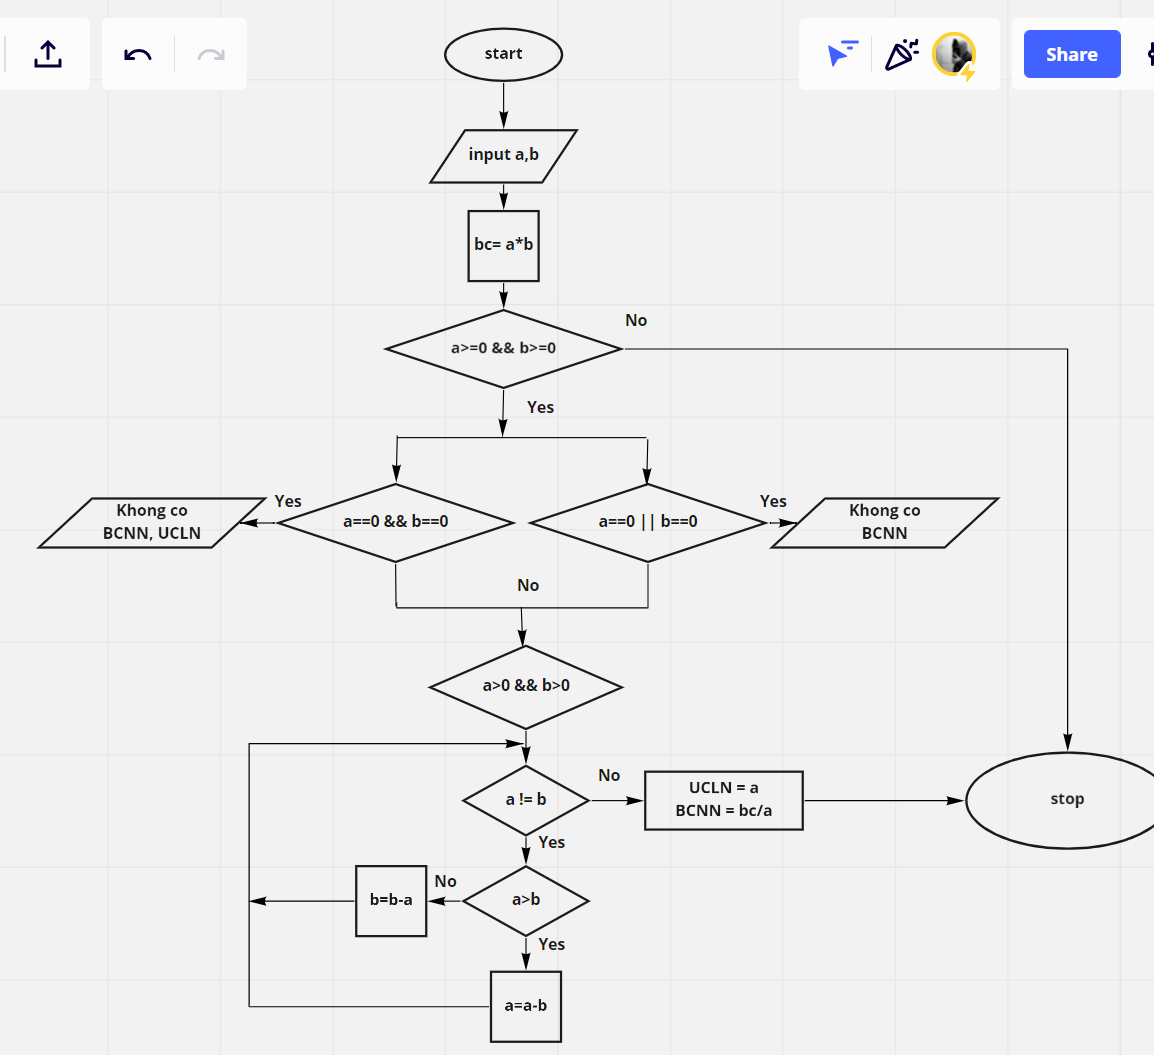 start
Share
input a,b
bc= a*b
No
a>=0 && b>=0
Yes
Yes
Khong co
BCNN, UCLN
a==0 && b==0
a==0 || b==0
Yes
Khong co
BCNN
No
a>0 && b>0
a != b
No
UCLN = a
BCNN = bc/a
stop
Yes
No
b=b-a
a>b
Yes
a=a-b